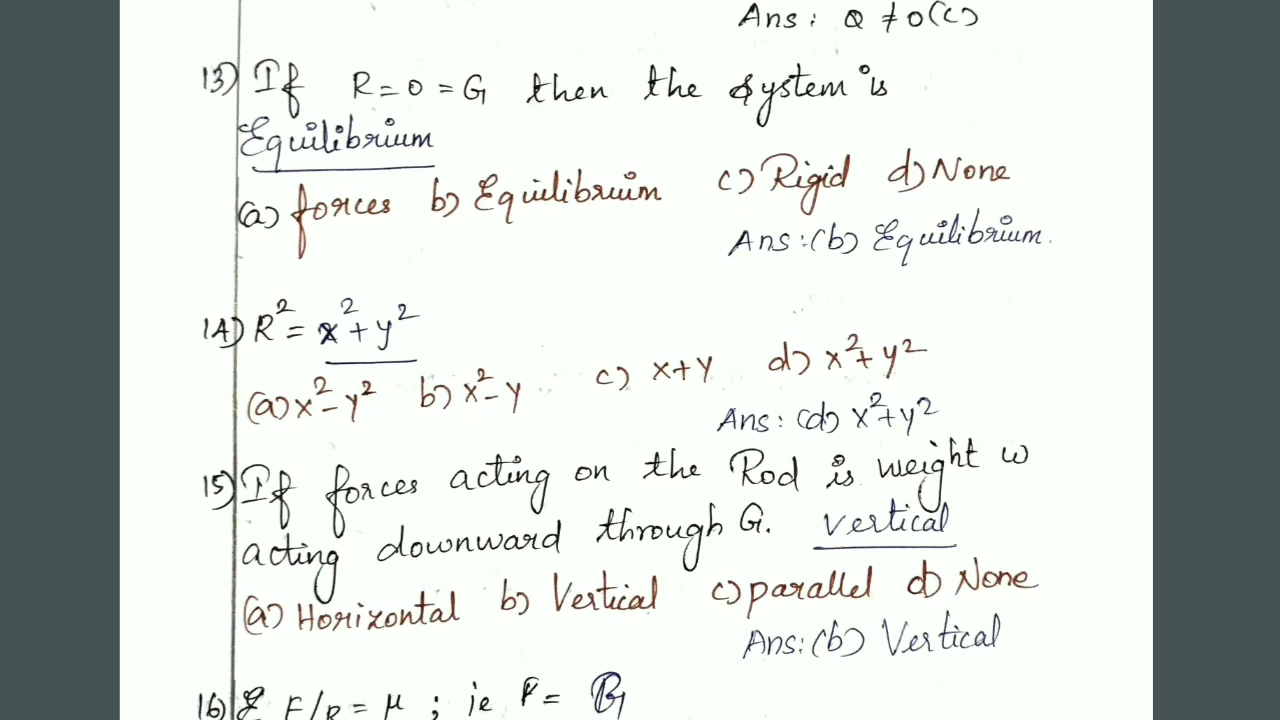 Ans: Q ≠ 0 (c)
13) If R = 0 = G then the system is
Equilibrium
(a) forces b) Equilibruim c) Rigid d) None
Ans: (b) Equilibrium.
14) R² = x² + y²
(a) x² - y² b) x² - y c) x + y d) x² + y²
Ans: (d) x² + y²
15) If forces acting on the Rod is weight w
acting downward through G. vertical
(a) Horizontal b) Vertical c) parallel d) None
Ans: (b) Vertical
16) F/R = μ ; ie F =